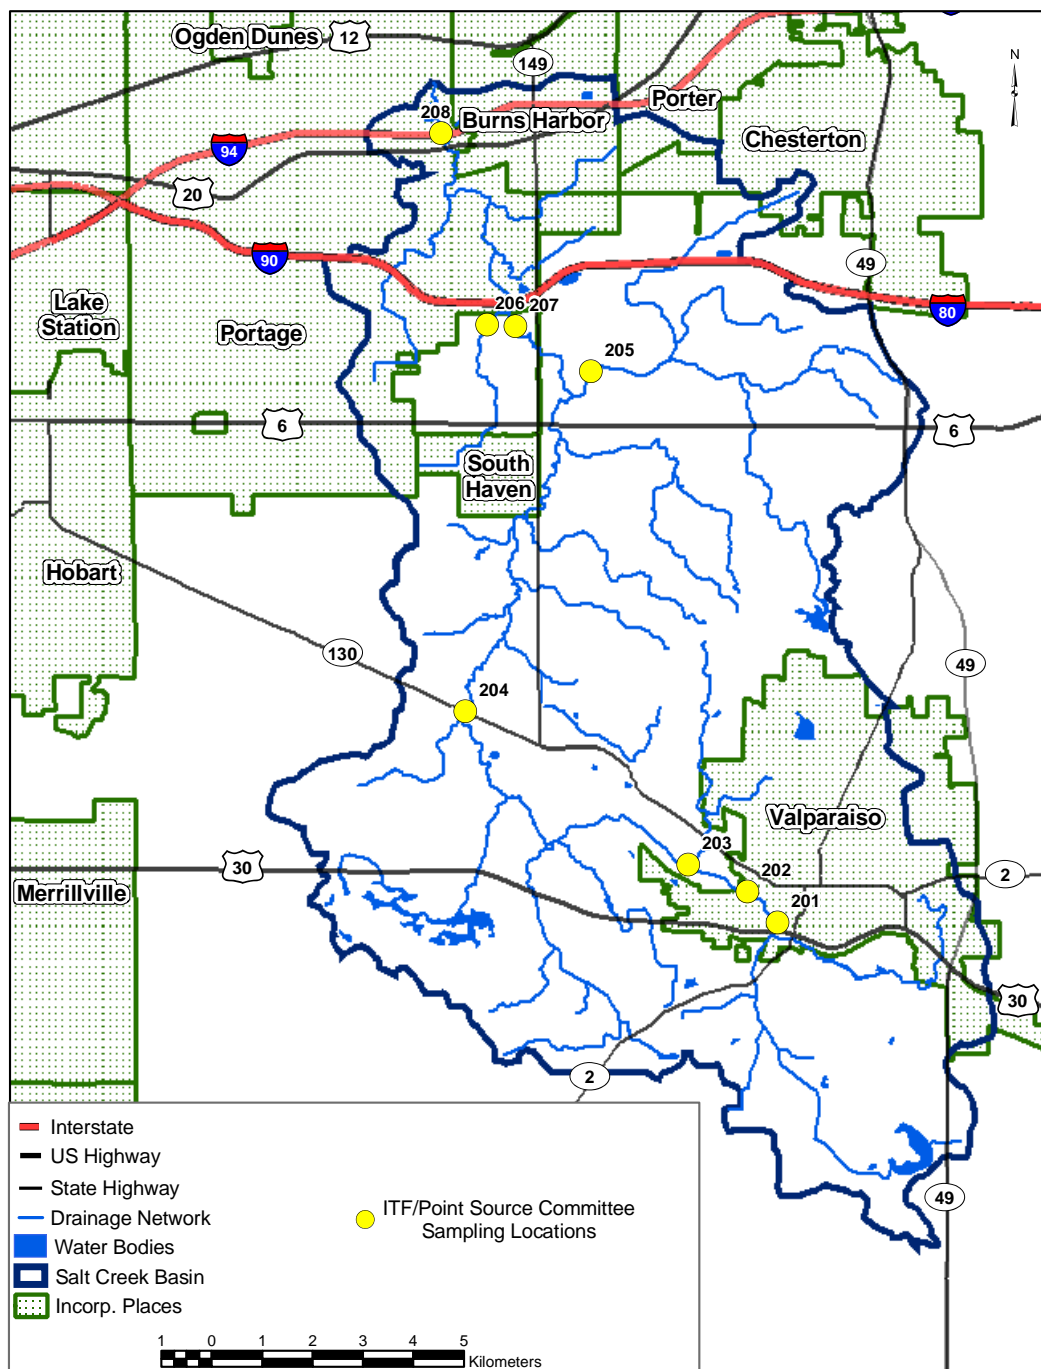 Ogden Dunes
12
149
N
Porter
208
Burns Harbor
Chesterton
94
20
49
90
Lake
Station
206
207
80
Portage
205
6
6
South
Haven
Hobart
130
49
204
Valparaiso
203
30
202
2
Merrillville
201
30
2
Interstate
US Highway
State Highway
49
ITF/Point Source Committee
Sampling Locations
Drainage Network
Water Bodies
Salt Creek Basin
Incorp. Places
1 0 1 2 3 4 5
Kilometers